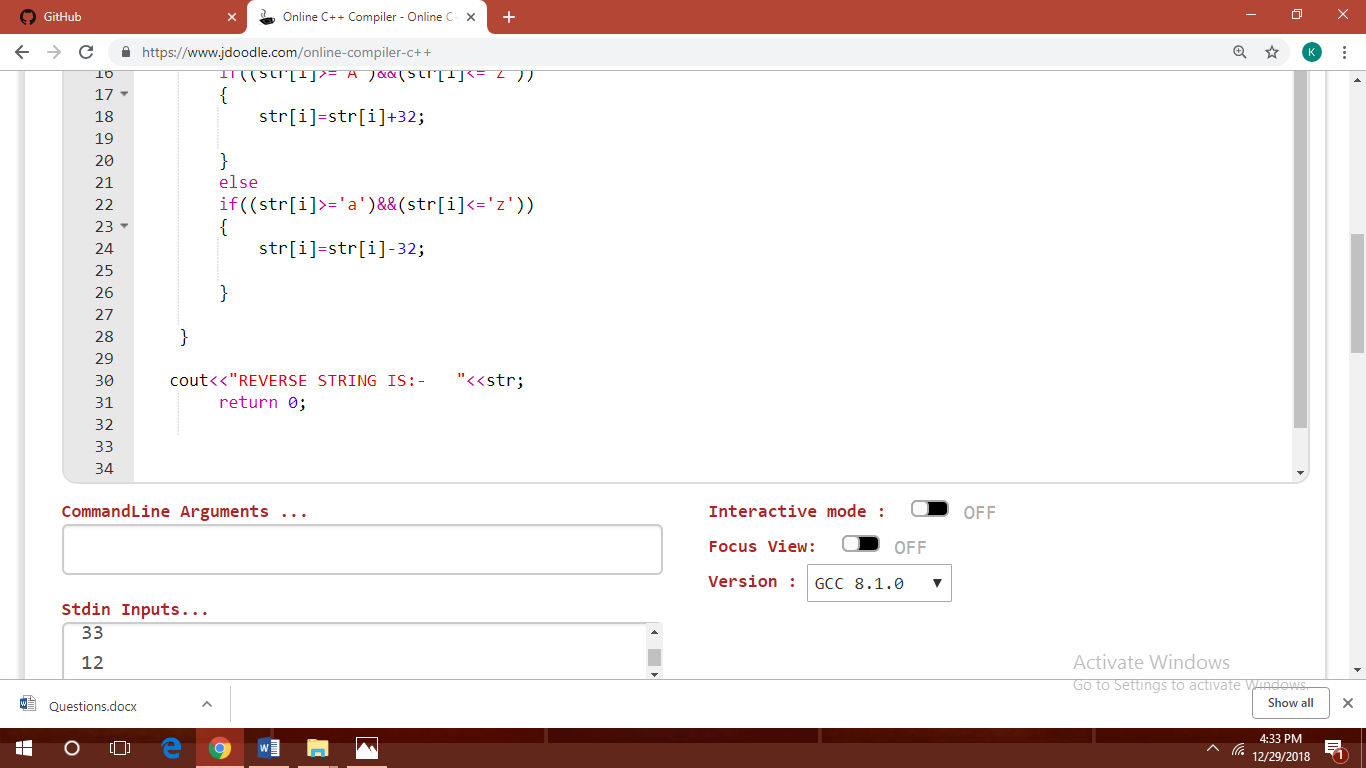 GitHub
Online C++ Compiler - Online C
https://www.jdoodle.com/online-compiler-c++
K
16 if((str[i]>='A')&&(str[i]<='Z'))
17 {
18 str[i]=str[i]+32;
19
20 }
21 else
22 if((str[i]>='a')&&(str[i]<='z'))
23 {
24 str[i]=str[i]-32;
25
26 }
27
28 }
29
30 cout<<"REVERSE STRING IS:-   "<<str;
31 return 0;
32
33
34
CommandLine Arguments ...
Interactive mode : OFF
Focus View: OFF
Version : GCC 8.1.0
Stdin Inputs...
33
12
Activate Windows
Go to Settings to activate Windows.
Questions.docx
Show all
4:33 PM
12/29/2018
1